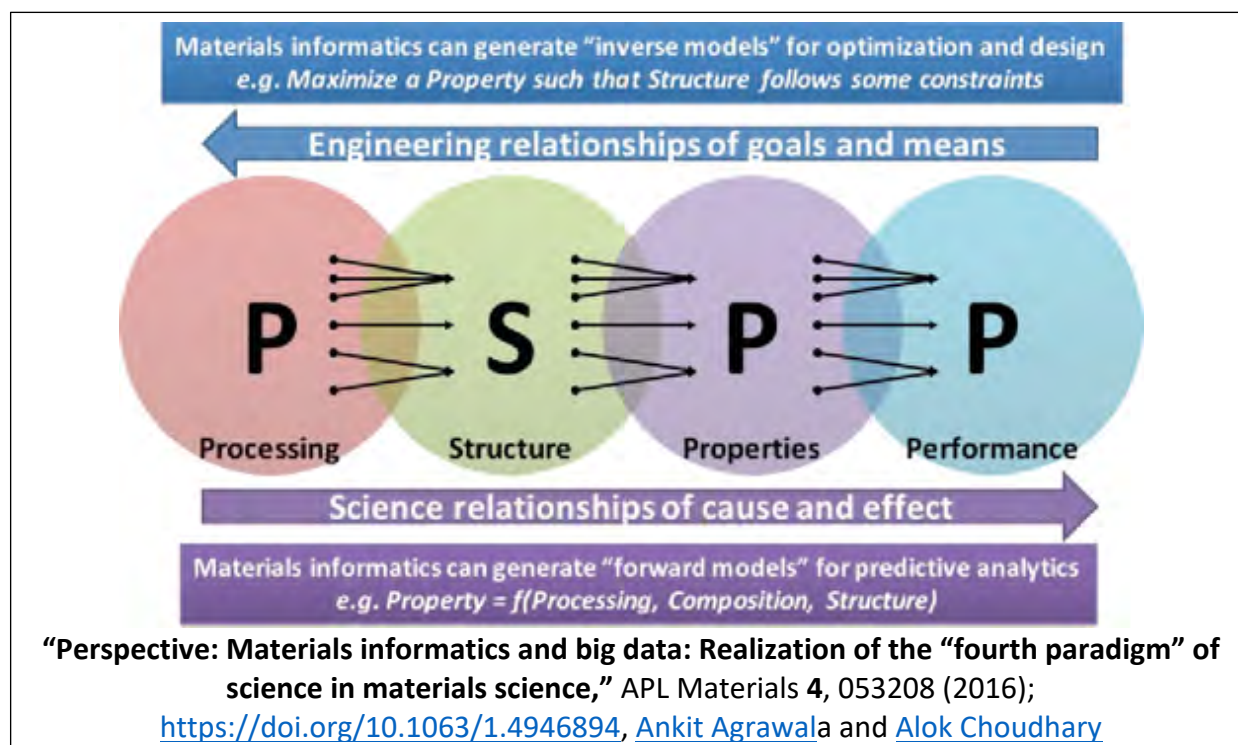 Materials informatics can generate “inverse models” for optimization and design
e.g. Maximize a Property such that Structure follows some constraints
Engineering relationships of goals and means
P S P P
Processing Structure Properties Performance
Science relationships of cause and effect
Materials informatics can generate “forward models” for predictive analytics
e.g. Property = f(Processing, Composition, Structure)
“Perspective: Materials informatics and big data: Realization of the “fourth paradigm” of
science in materials science,” APL Materials 4, 053208 (2016);
https://doi.org/10.1063/1.4946894, Ankit Agrawala and Alok Choudhary